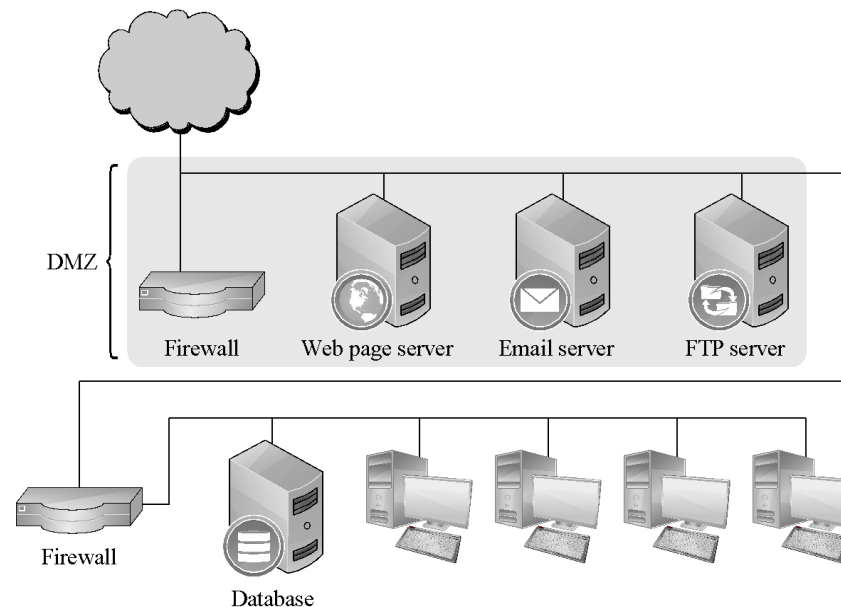 DMZ
Firewall
Web page server
Email server
FTP server
Firewall
Database